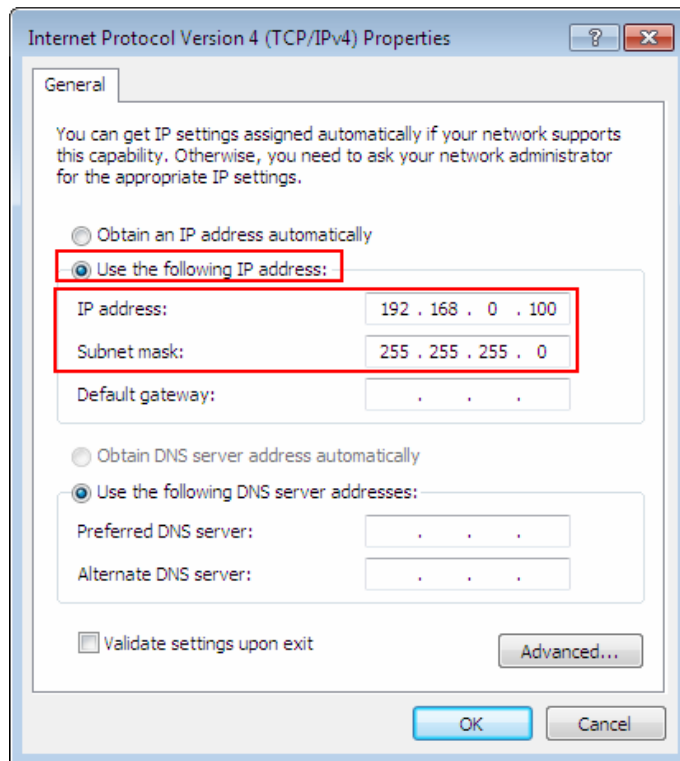 Internet Protocol Version 4 (TCP/IPv4) Properties
General
You can get IP settings assigned automatically if your network supports
this capability. Otherwise, you need to ask your network administrator
for the appropriate IP settings.
Obtain an IP address automatically
Use the following IP address:
IP address: 192 . 168 . 0 . 100
Subnet mask: 255 . 255 . 255 . 0
Default gateway: . . .
Obtain DNS server address automatically
Use the following DNS server addresses:
Preferred DNS server: . . .
Alternate DNS server: . . .
Validate settings upon exit
Advanced...
OK Cancel